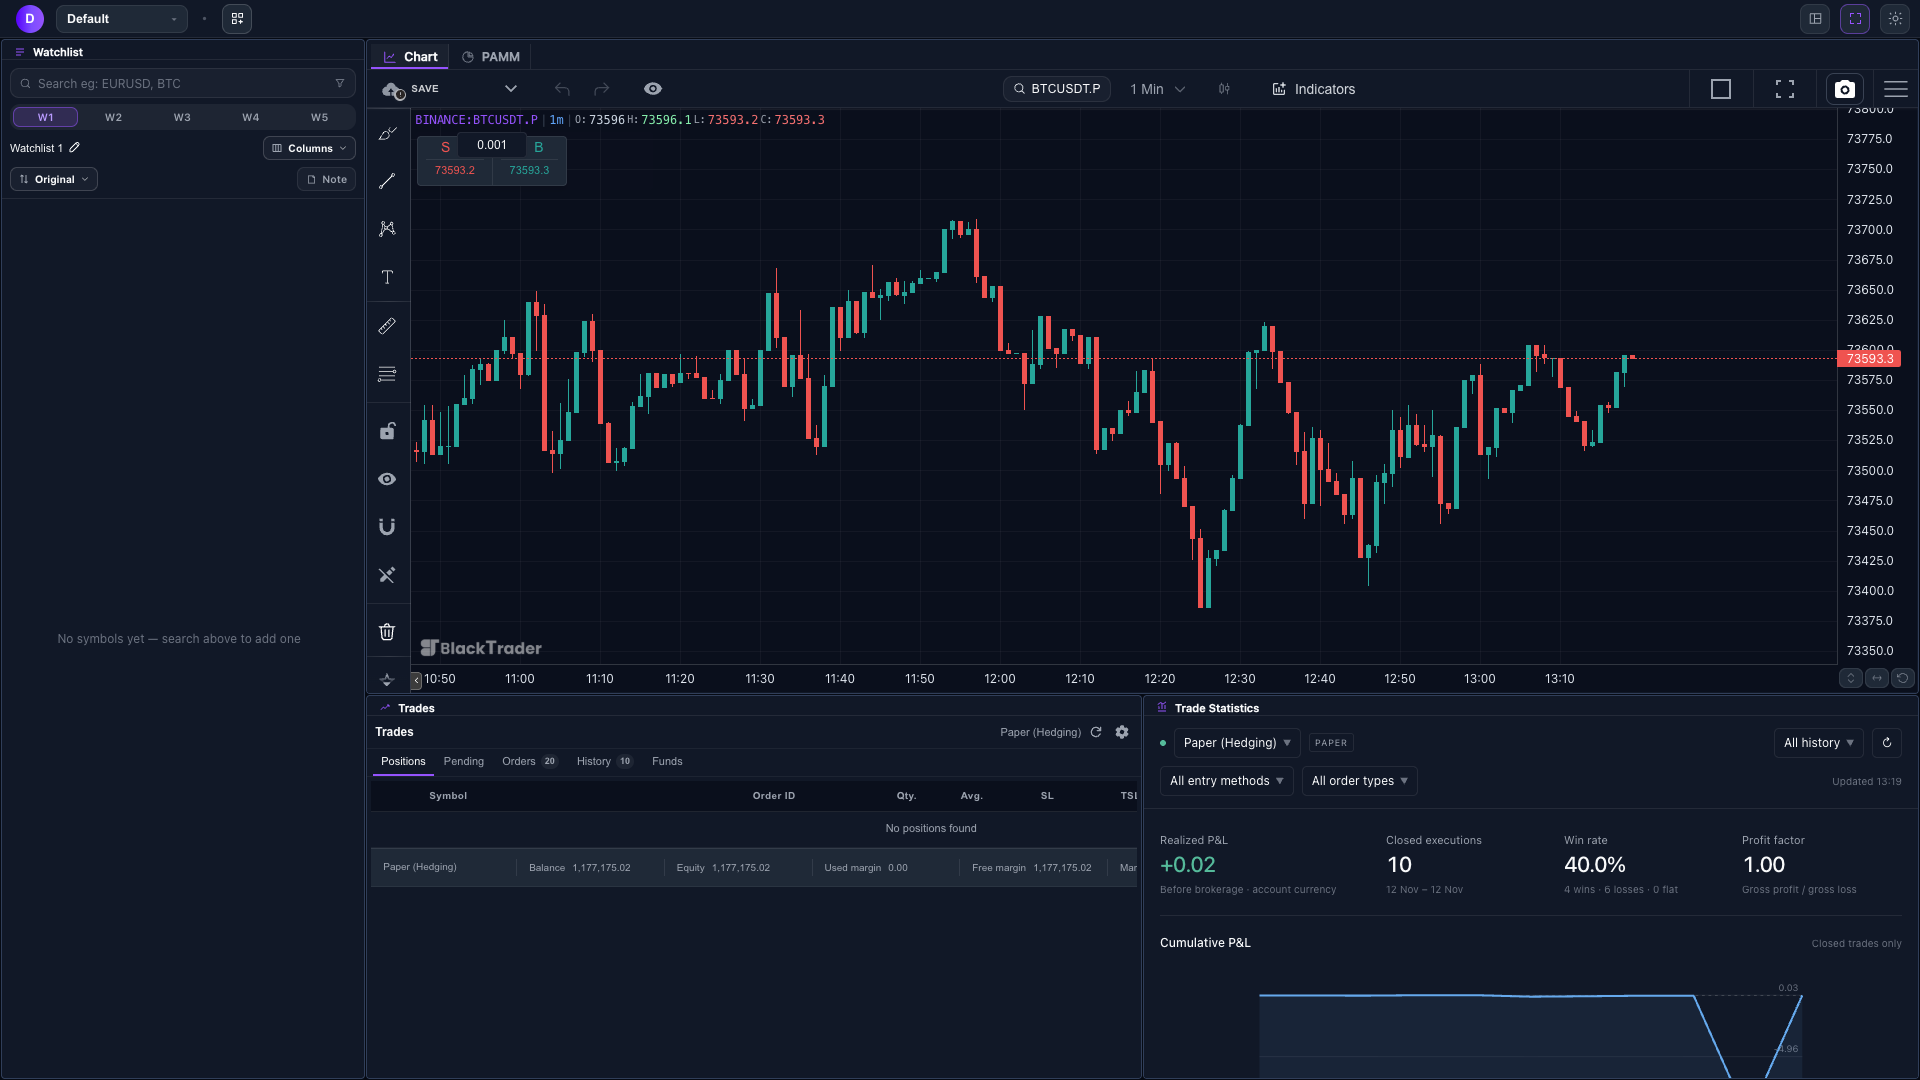 D
Default
Watchlist
Search eg: EURUSD, BTC
W1 W2 W3 W4 W5
Watchlist 1
Columns
Original
Note
No symbols yet — search above to add one
Chart
PAMM
SAVE
BTCUSDT.P
1 Min
Indicators
BINANCE:BTCUSDT.P 1m O: 73596 H: 73596.1 L: 73593.2 C: 73593.3
S 0.001 B
73593.2 73593.3
73775.0
73750.0
73725.0
73700.0
73675.0
73650.0
73625.0
73593.3
73575.0
73550.0
73525.0
73500.0
73475.0
73450.0
73425.0
73400.0
73375.0
73350.0
BlackTrader
10:50 11:00 11:10 11:20 11:30 11:40 11:50 12:00 12:10 12:20 12:30 12:40 12:50 13:00 13:10
Trades
Trades
Paper (Hedging)
Positions Pending Orders 20 History 10 Funds
Symbol Order ID Qty. Avg. SL TSL
No positions found
Paper (Hedging) Balance 1,177,175.02 Equity 1,177,175.02 Used margin 0.00 Free margin 1,177,175.02 Mar
Trade Statistics
Paper (Hedging) PAPER
All history
All entry methods
All order types
Updated 13:19
Realized P&L
+0.02
Before brokerage · account currency
Closed executions
10
12 Nov – 12 Nov
Win rate
40.0%
4 wins · 6 losses · 0 flat
Profit factor
1.00
Gross profit / gross loss
Cumulative P&L
Closed trades only
0.03